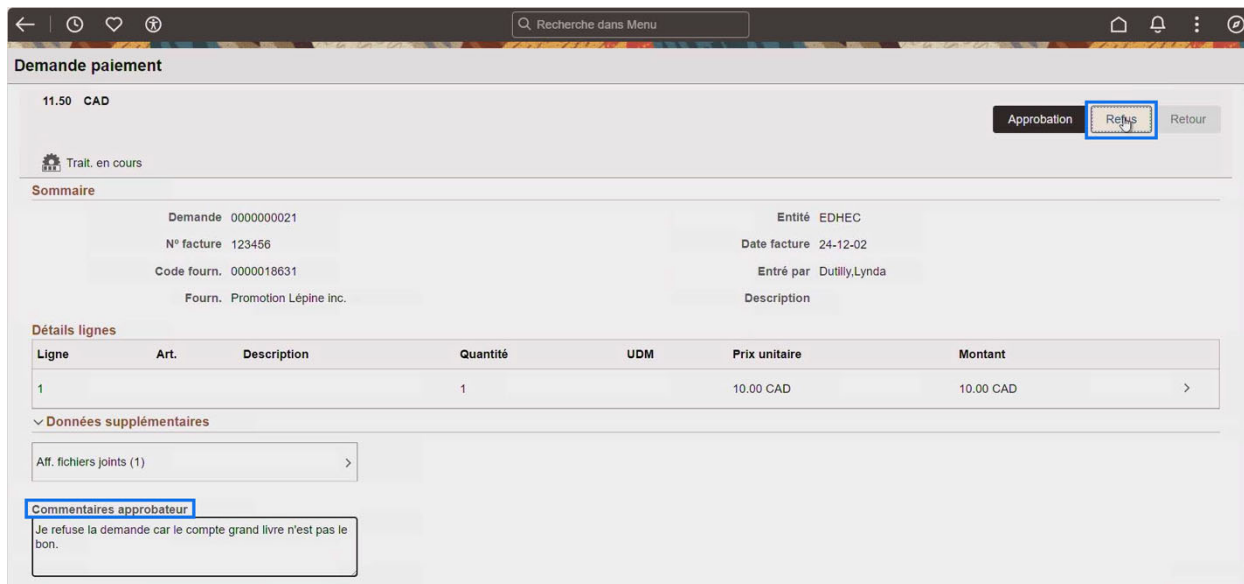 Recherche dans Menu
Demande paiement
11.50 CAD
Approbation Refus Retour
Trait. en cours
Sommaire
Demande 0000000021 Entité EDHEC
Nº facture 123456 Date facture 24-12-02
Code fourn. 0000018631 Entré par Dutilly,Lynda
Fourn. Promotion Lépine inc. Description
Détails lignes
Ligne Art. Description Quantité UDM Prix unitaire Montant
1 1 10.00 CAD 10.00 CAD
Données supplémentaires
Aff. fichiers joints (1)
Commentaires approbateur
Je refuse la demande car le compte grand livre n'est pas le
bon.